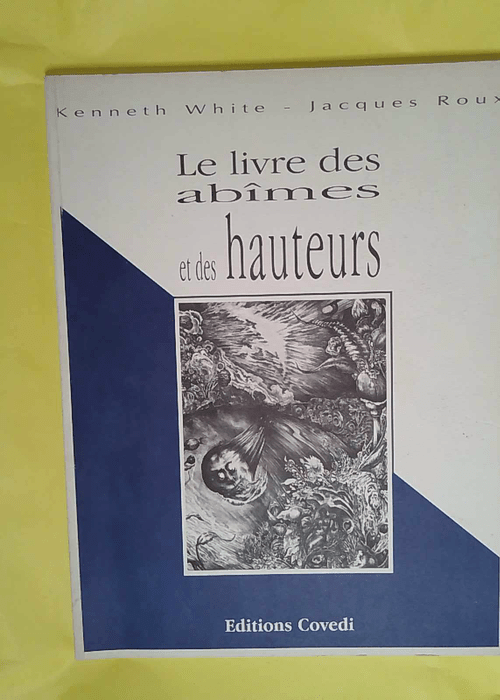 Kenneth White - Jacques Roux
Le livre des
abîmes
et des hauteurs
Editions Covedi